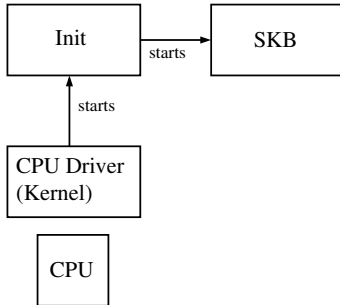 Init
starts
SKB
starts
CPU Driver
(Kernel)
CPU